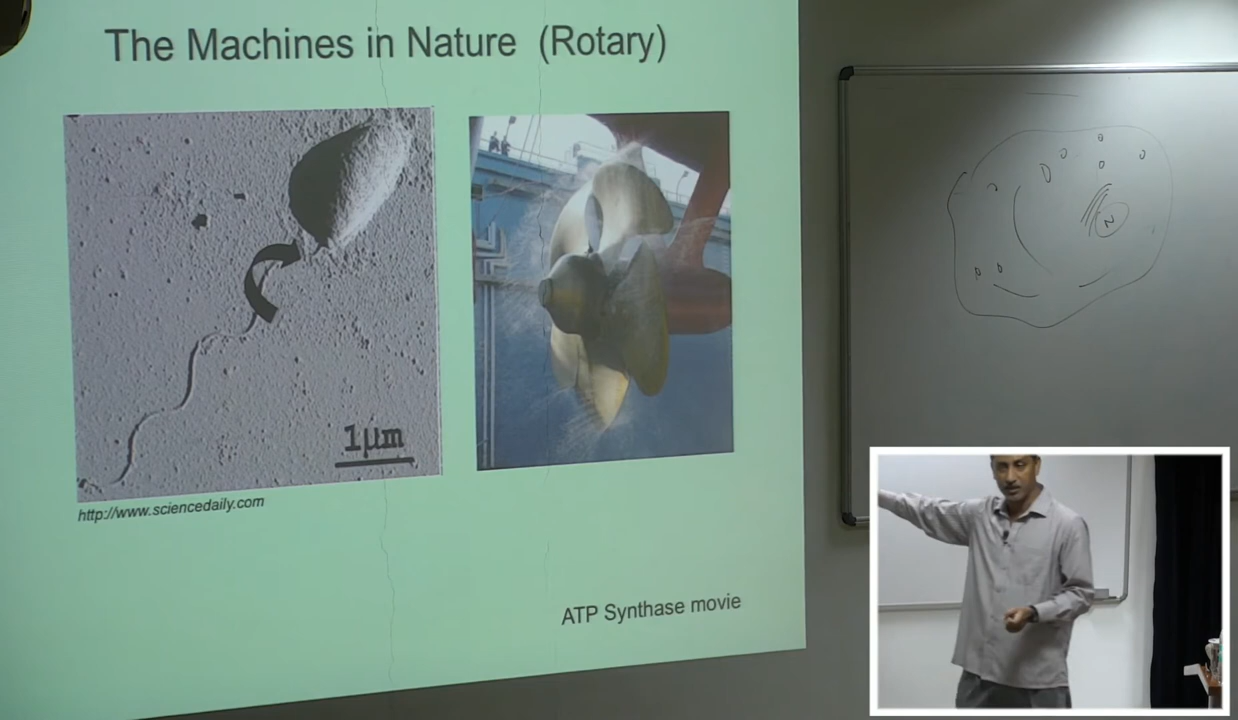 The Machines in Nature (Rotary)
1µm
http://www.sciencedaily.com
ATP Synthase movie
N